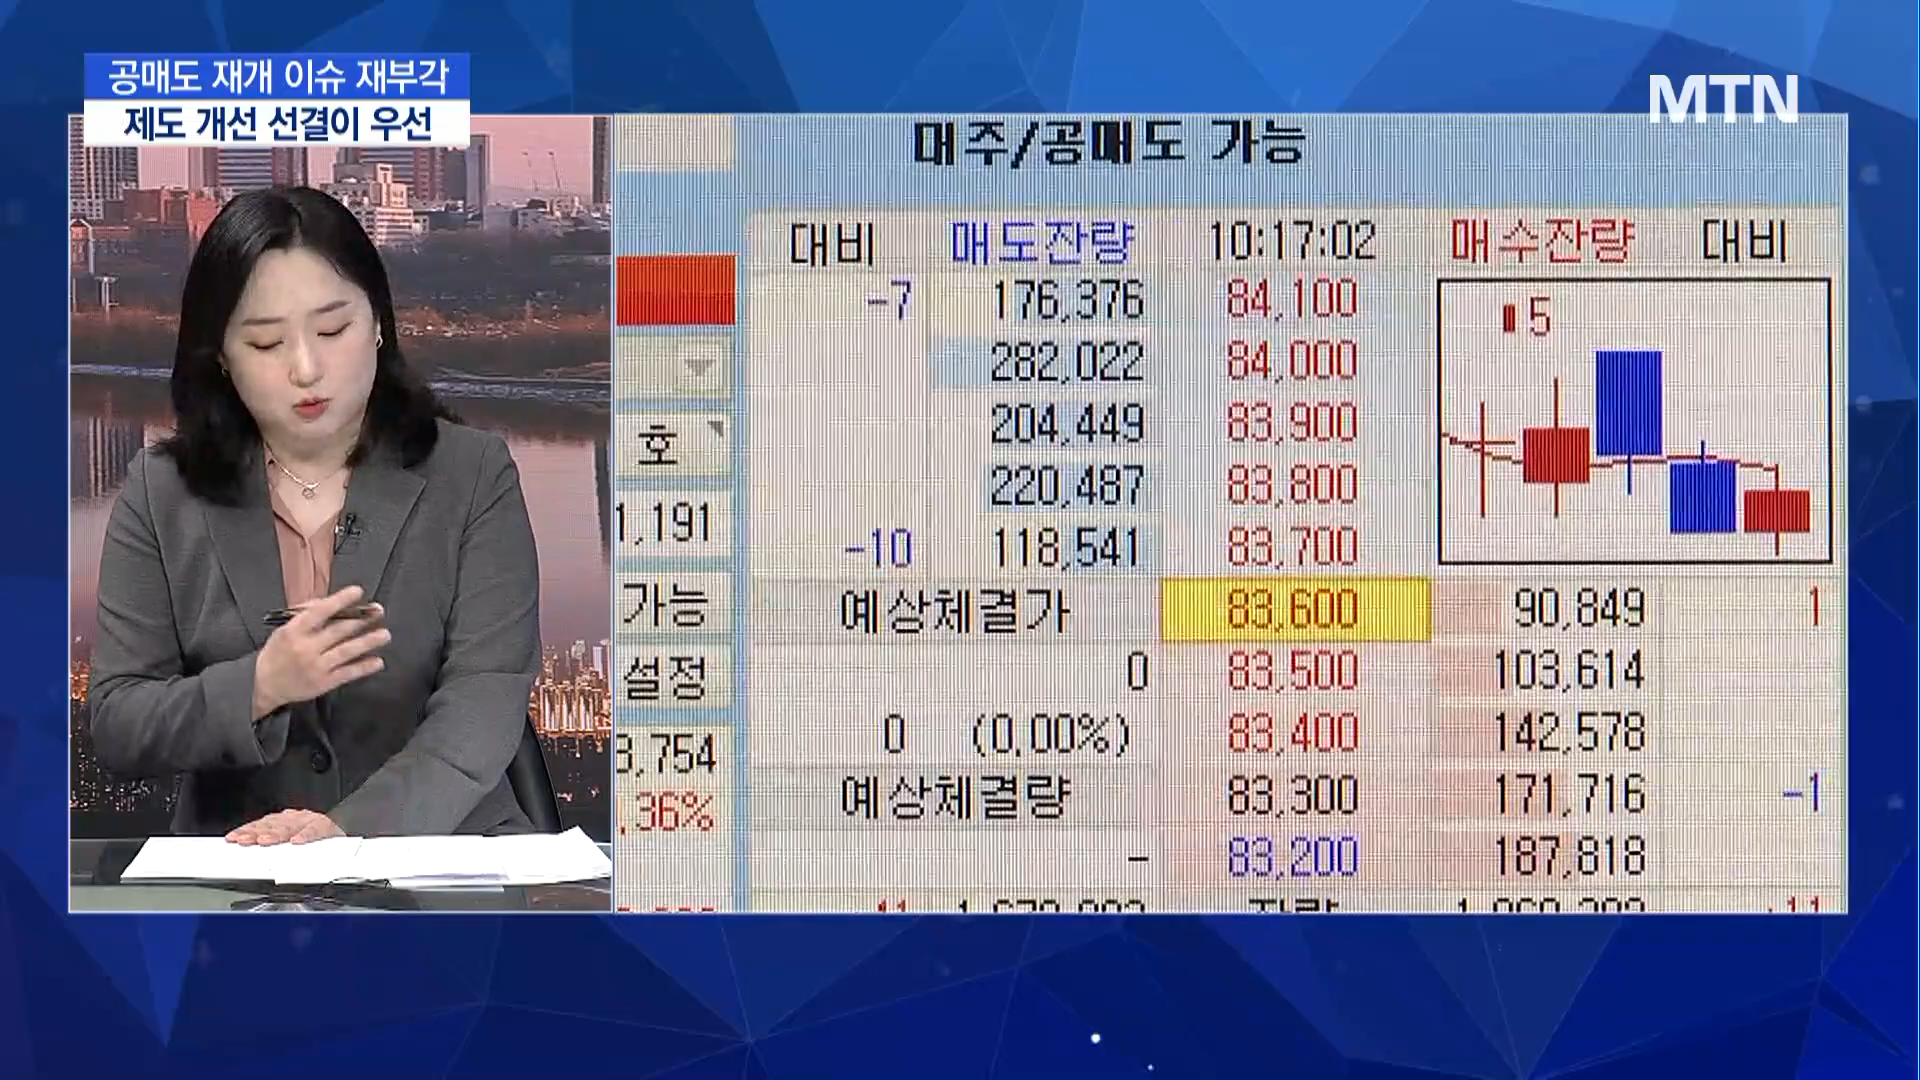 공매도 재개 이슈 재부각
제도 개선 선결이 우선
MTN
대주/공매도 가능
대비 매도잔량 10:17:02 매수잔량 대비
-7 176,376 84,100
5
282,022 84,000
204,449 83,900
호
220,487 83,800
1,191
-10 118,541 83,700
가능
예상체결가 83,600 90,849 1
설정
0 83,500 103,614
3,754
0 (0,00%) 83,400 142,578
,36%
예상체결량 83,300 171,716 -1
- 83,200 187,818